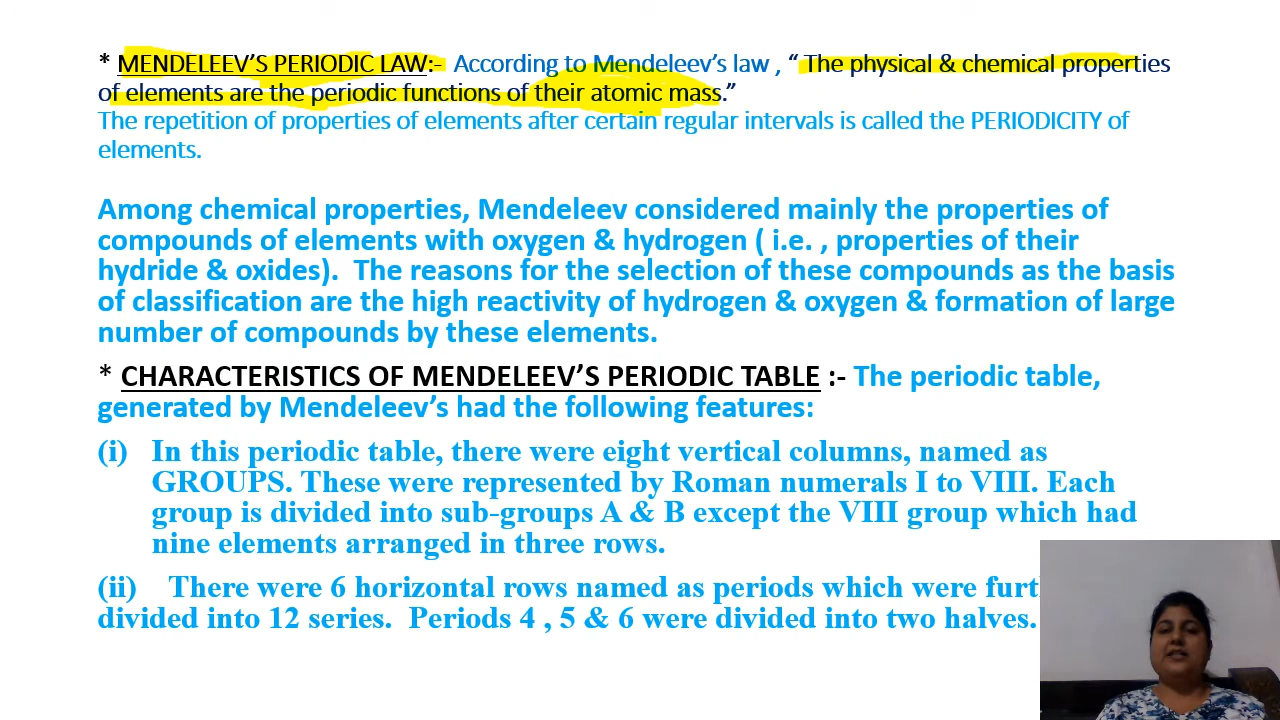 * MENDELEEV’S PERIODIC LAW:- According to Mendeleev’s law , “ The physical & chemical properties
of elements are the periodic functions of their atomic mass.”
The repetition of properties of elements after certain regular intervals is called the PERIODICITY of
elements.
Among chemical properties, Mendeleev considered mainly the properties of
compounds of elements with oxygen & hydrogen ( i.e. , properties of their
hydride & oxides). The reasons for the selection of these compounds as the basis
of classification are the high reactivity of hydrogen & oxygen & formation of large
number of compounds by these elements.
* CHARACTERISTICS OF MENDELEEV’S PERIODIC TABLE :- The periodic table,
generated by Mendeleev’s had the following features:
(i) In this periodic table, there were eight vertical columns, named as
GROUPS. These were represented by Roman numerals I to VIII. Each
group is divided into sub-groups A & B except the VIII group which had
nine elements arranged in three rows.
(ii) There were 6 horizontal rows named as periods which were
divided into 12 series. Periods 4 , 5 & 6 were divided into two halves.